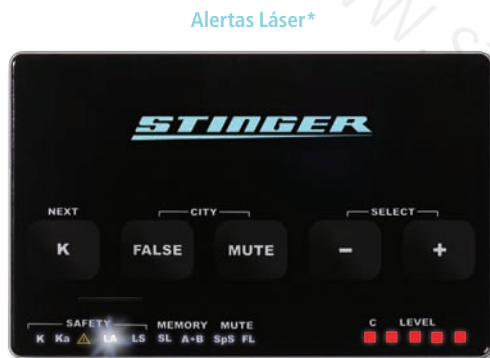 Alertas Láser*
STINGER
NEXT CITY SELECT
K FALSE MUTE - +
SAFETY MEMORY MUTE C LEVEL
K Ka LA LS SL A+B SpS FL